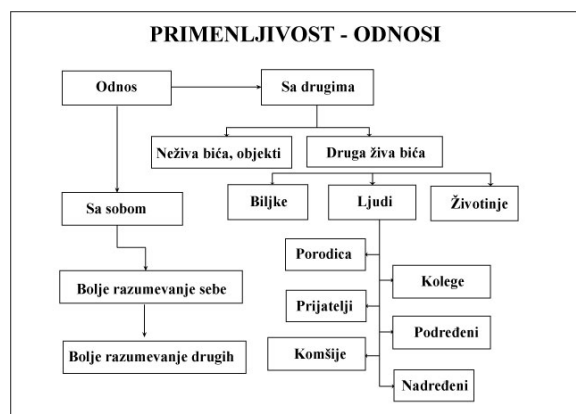 PRIMENLJIVOST - ODNOSI
Odnos
Sa drugima
Neživa bića, objekti
Druga živa bića
Biljke
Ljudi
Životinje
Sa sobom
Porodica
Kolege
Bolje razumevanje sebe
Prijatelji
Podređeni
Bolje razumevanje drugih
Komšije
Nadređeni